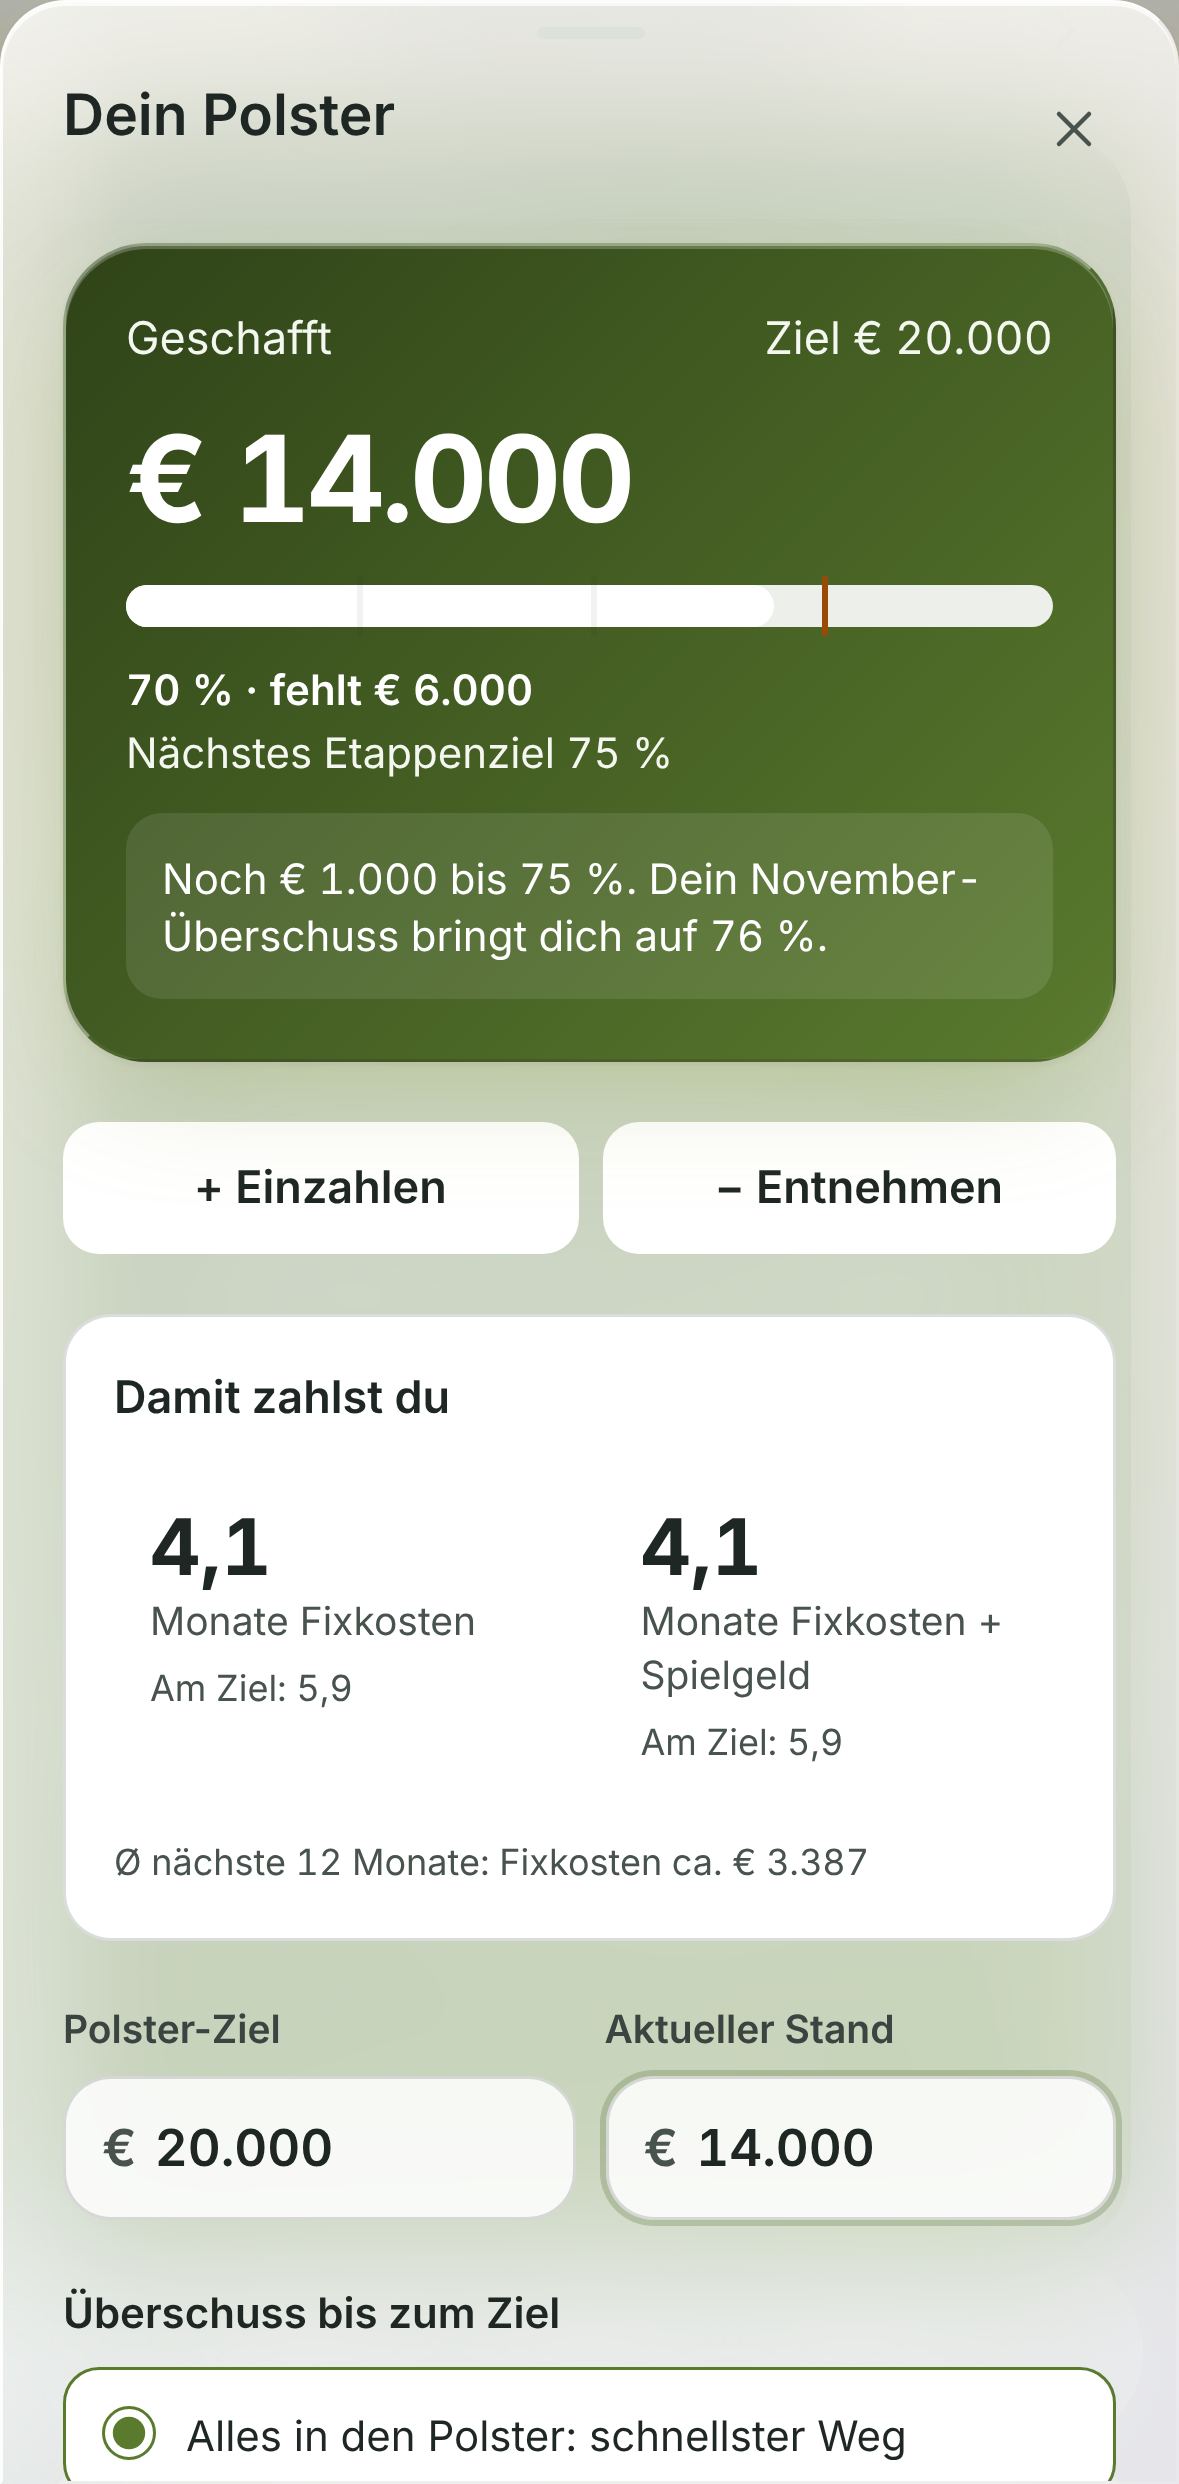 Dein Polster
Geschafft
Ziel € 20.000
€ 14.000
70 % · fehlt € 6.000
Nächstes Etappenziel 75 %
Noch € 1.000 bis 75 %. Dein November-
Überschuss bringt dich auf 76 %.
+ Einzahlen
− Entnehmen
Damit zahlst du
4,1
Monate Fixkosten
Am Ziel: 5,9
4,1
Monate Fixkosten +
Spielgeld
Am Ziel: 5,9
Ø nächste 12 Monate: Fixkosten ca. € 3.387
Polster-Ziel
€ 20.000
Aktueller Stand
€ 14.000
Überschuss bis zum Ziel
Alles in den Polster: schnellster Weg